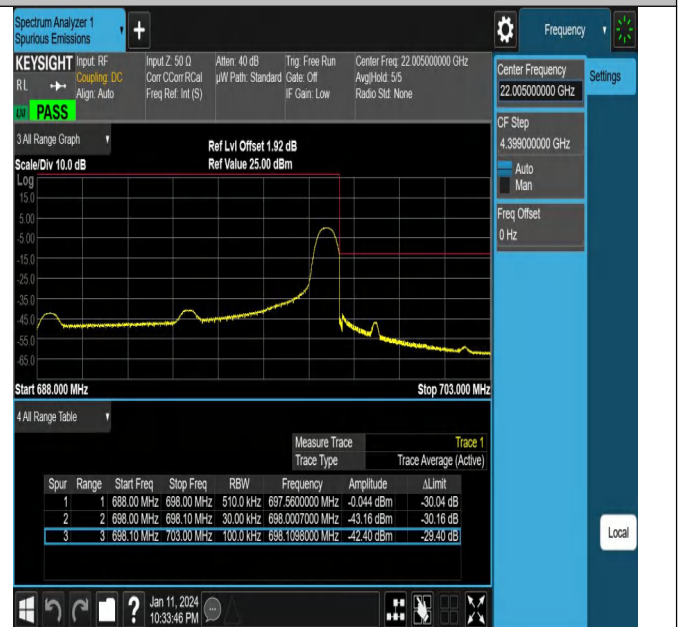 Spectrum Analyzer 1
Spurious Emissions
+
Frequency
KEYSIGHT Input: RF Input Z: 50 Ω Atten: 40 dB Trig: Free Run Center Freq: 22.005000000 GHz
RL Coupling: DC Corr CCorr RCal µW Path: Standard Gate: Off Avg|Hold: 5/5
Align: Auto Freq Ref: Int (S) IF Gain: Low Radio Std: None
PASS
Center Frequency
22.005000000 GHz
Settings
CF Step
4.399000000 GHz
Auto
Man
Freq Offset
0 Hz
3 All Range Graph
Ref Lvl Offset 1.92 dB
Scale/Div 10.0 dB Ref Value 25.00 dBm
Log
15.0
5.00
-5.00
-15.0
-25.0
-35.0
-45.0
-55.0
-65.0
Start 688.000 MHz Stop 703.000 MHz
4 All Range Table
Measure Trace Trace 1
Trace Type Trace Average (Active)
Spur Range Start Freq Stop Freq RBW Frequency Amplitude ΔLimit
1 1 688.00 MHz 698.00 MHz 510.0 kHz 697.5600000 MHz -0.044 dBm -30.04 dB
2 2 698.00 MHz 698.10 MHz 30.00 kHz 698.0007000 MHz -43.16 dBm -30.16 dB
3 3 698.10 MHz 703.00 MHz 100.0 kHz 698.1098000 MHz -42.40 dBm -29.40 dB
Local
? Jan 11, 2024
10:33:46 PM